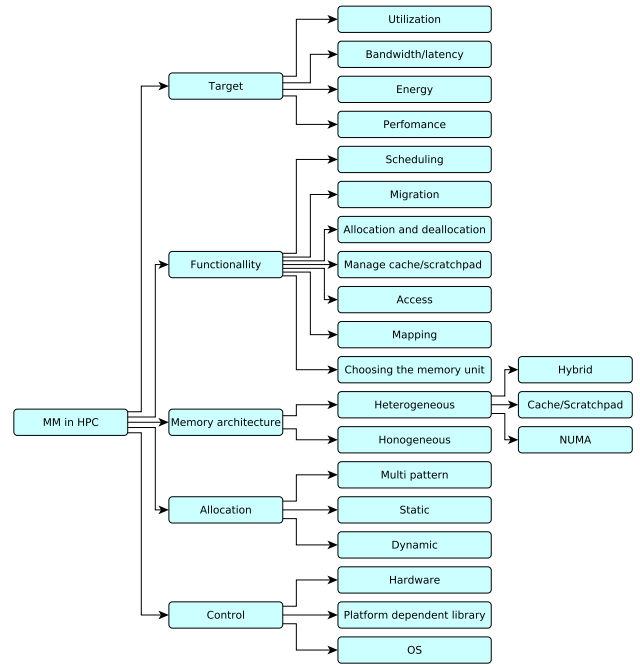 MM in HPC
Target
Utilization
Bandwidth/latency
Energy
Perfomance
Functionallity
Scheduling
Migration
Allocation and deallocation
Manage cache/scratchpad
Access
Mapping
Choosing the memory unit
Memory architecture
Heterogeneous
Hybrid
Cache/Scratchpad
NUMA
Honogeneous
Allocation
Multi pattern
Static
Dynamic
Control
Hardware
Platform dependent library
OS